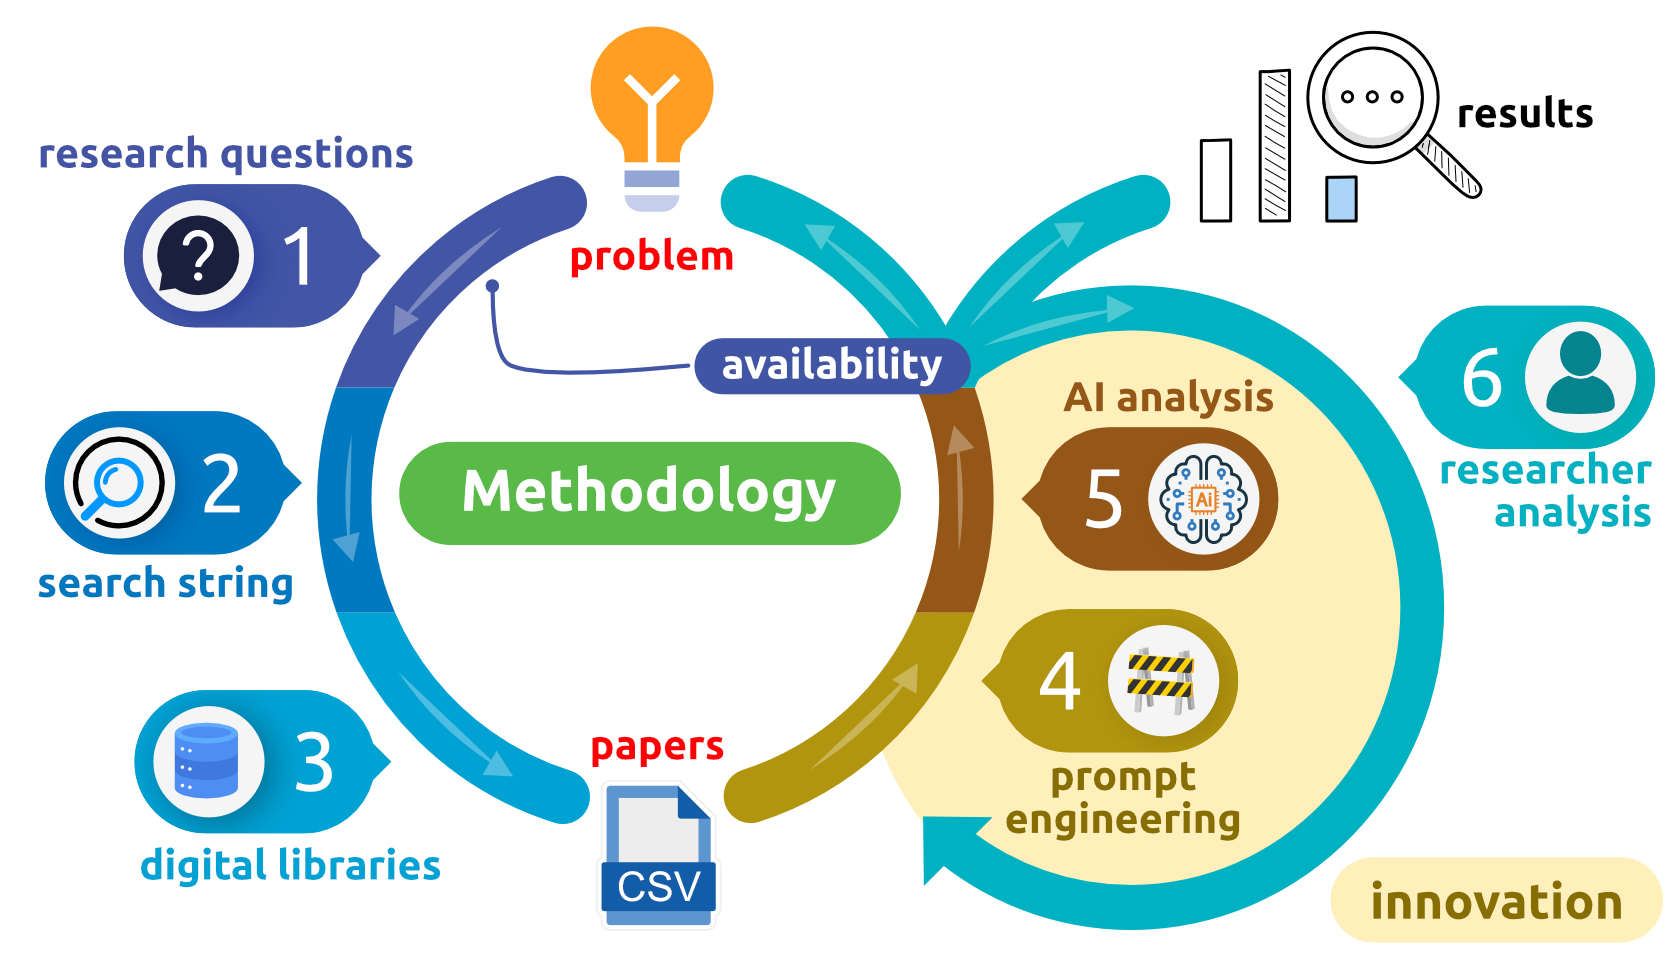 problem
results
research questions
1
availability
AI analysis
6
researcher
analysis
2
search string
Methodology
5
Ai
4
prompt
engineering
3
digital libraries
papers
CSV
innovation